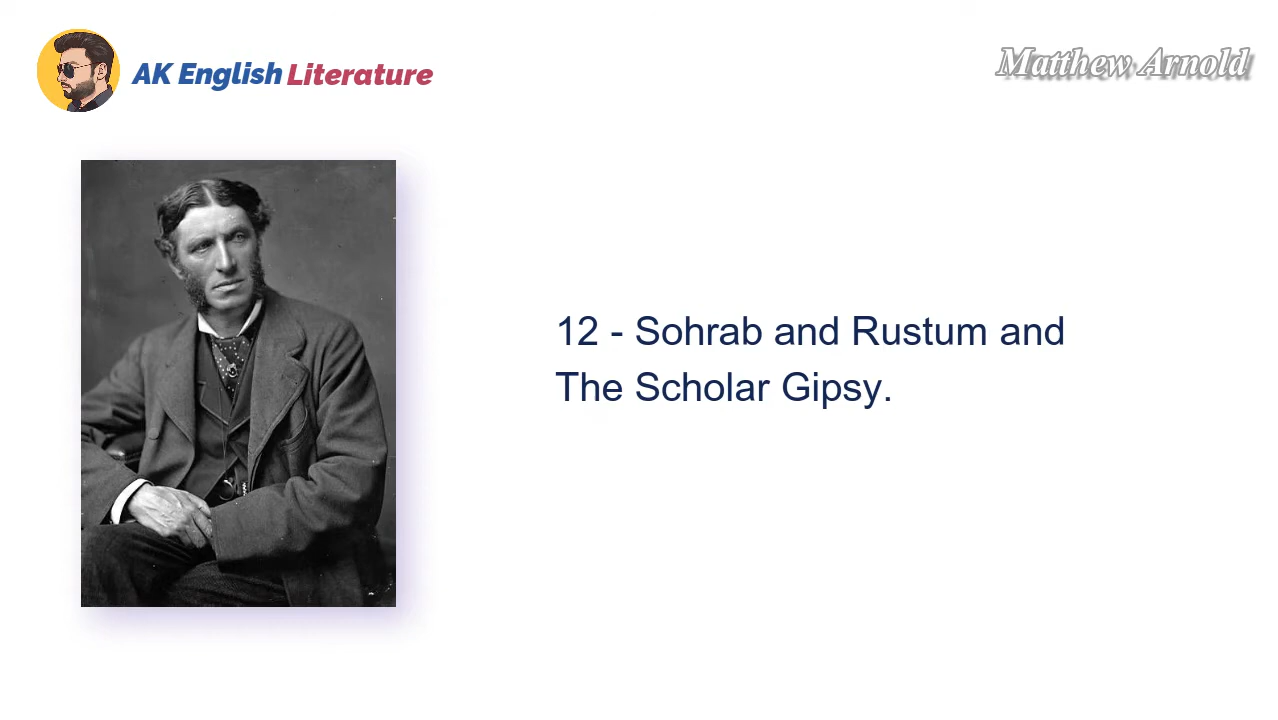 AK English Literature
Matthew Arnold
12 - Sohrab and Rustum and
The Scholar Gipsy.